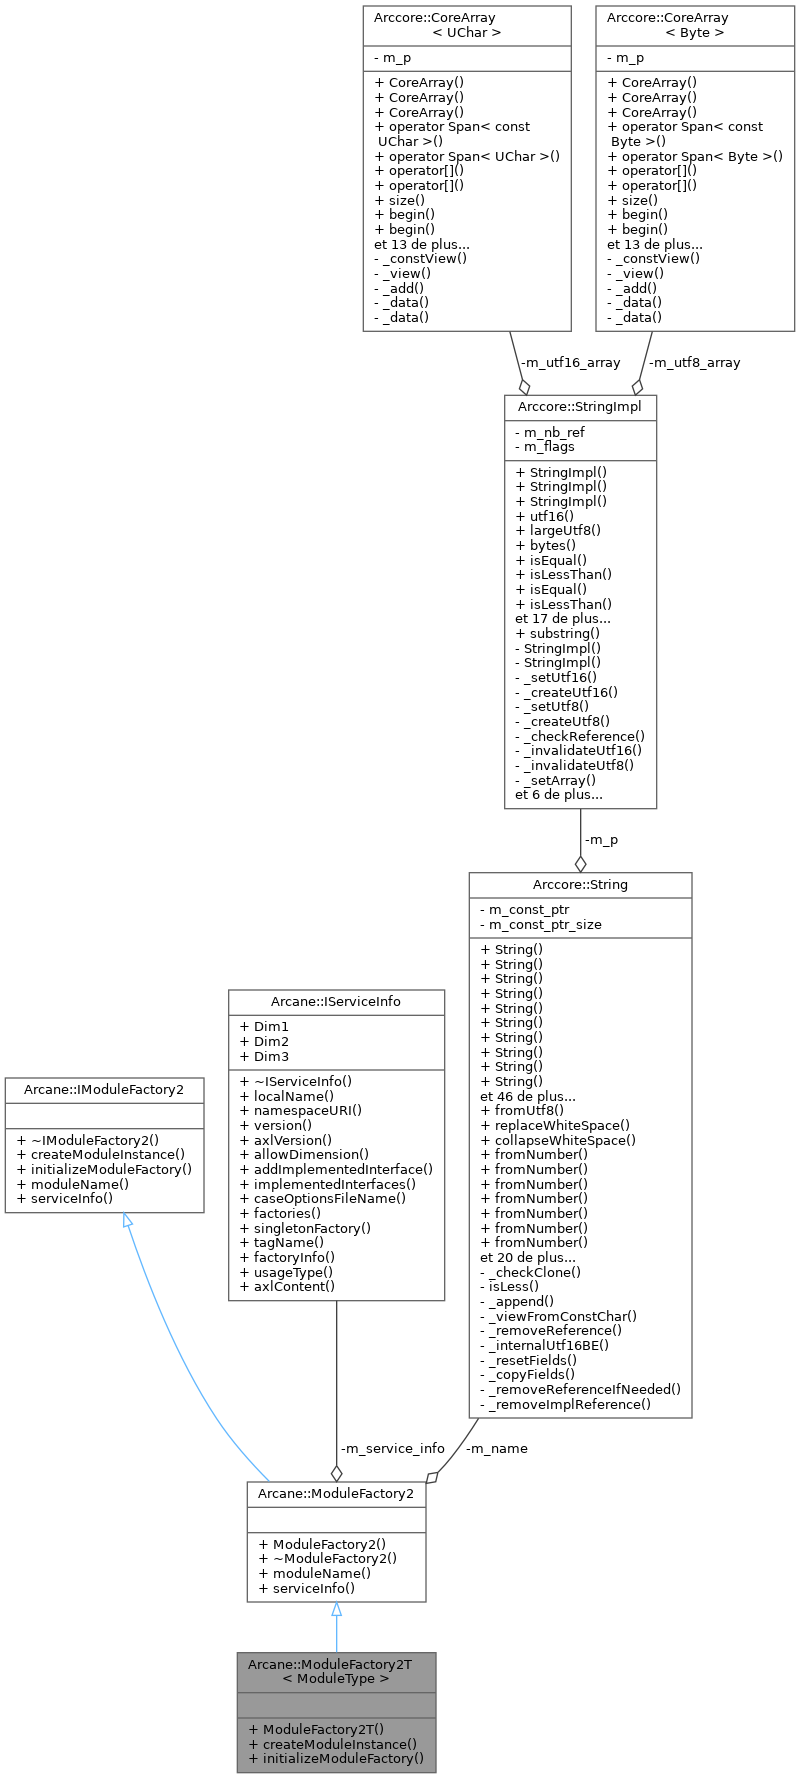 Arccore::CoreArray
< UChar >
- m_p
+ CoreArray()
+ CoreArray()
+ CoreArray()
+ operator Span< const
UChar >()
+ operator Span< UChar >()
+ operator[]()
+ operator[]()
+ size()
+ begin()
+ begin()
et 13 de plus...
- _constView()
- _view()
- _add()
- _data()
- _data()
Arccore::CoreArray
< Byte >
- m_p
+ CoreArray()
+ CoreArray()
+ CoreArray()
+ operator Span< const
Byte >()
+ operator Span< Byte >()
+ operator[]()
+ operator[]()
+ size()
+ begin()
+ begin()
et 13 de plus...
- _constView()
- _view()
- _add()
- _data()
- _data()
-m_utf16_array
-m_utf8_array
Arccore::StringImpl
- m_nb_ref
- m_flags
+ StringImpl()
+ StringImpl()
+ StringImpl()
+ utf16()
+ largeUtf8()
+ bytes()
+ isEqual()
+ isLessThan()
+ isEqual()
+ isLessThan()
et 17 de plus...
+ substring()
- StringImpl()
- StringImpl()
- _setUtf16()
- _createUtf16()
- _setUtf8()
- _createUtf8()
- _checkReference()
- _invalidateUtf16()
- _invalidateUtf8()
- _setArray()
et 6 de plus...
-m_p
Arccore::String
- m_const_ptr
- m_const_ptr_size
+ String()
+ String()
+ String()
+ String()
+ String()
+ String()
+ String()
+ String()
+ String()
+ String()
et 46 de plus...
+ fromUtf8()
+ replaceWhiteSpace()
+ collapseWhiteSpace()
+ fromNumber()
+ fromNumber()
+ fromNumber()
+ fromNumber()
+ fromNumber()
+ fromNumber()
+ fromNumber()
et 20 de plus...
- _checkClone()
- isLess()
- _append()
- _viewFromConstChar()
- _removeReference()
- _internalUtf16BE()
- _resetFields()
- _copyFields()
- _removeReferenceIfNeeded()
- _removeImplReference()
Arcane::IServiceInfo
+ Dim1
+ Dim2
+ Dim3
+ ~IServiceInfo()
+ localName()
+ namespaceURI()
+ version()
+ axlVersion()
+ allowDimension()
+ addImplementedInterface()
+ implementedInterfaces()
+ caseOptionsFileName()
+ factories()
+ singletonFactory()
+ tagName()
+ factoryInfo()
+ usageType()
+ axlContent()
Arcane::IModuleFactory2
+ ~IModuleFactory2()
+ createModuleInstance()
+ initializeModuleFactory()
+ moduleName()
+ serviceInfo()
-m_service_info
-m_name
Arcane::ModuleFactory2
+ ModuleFactory2()
+ ~ModuleFactory2()
+ moduleName()
+ serviceInfo()
Arcane::ModuleFactory2T
< ModuleType >
+ ModuleFactory2T()
+ createModuleInstance()
+ initializeModuleFactory()